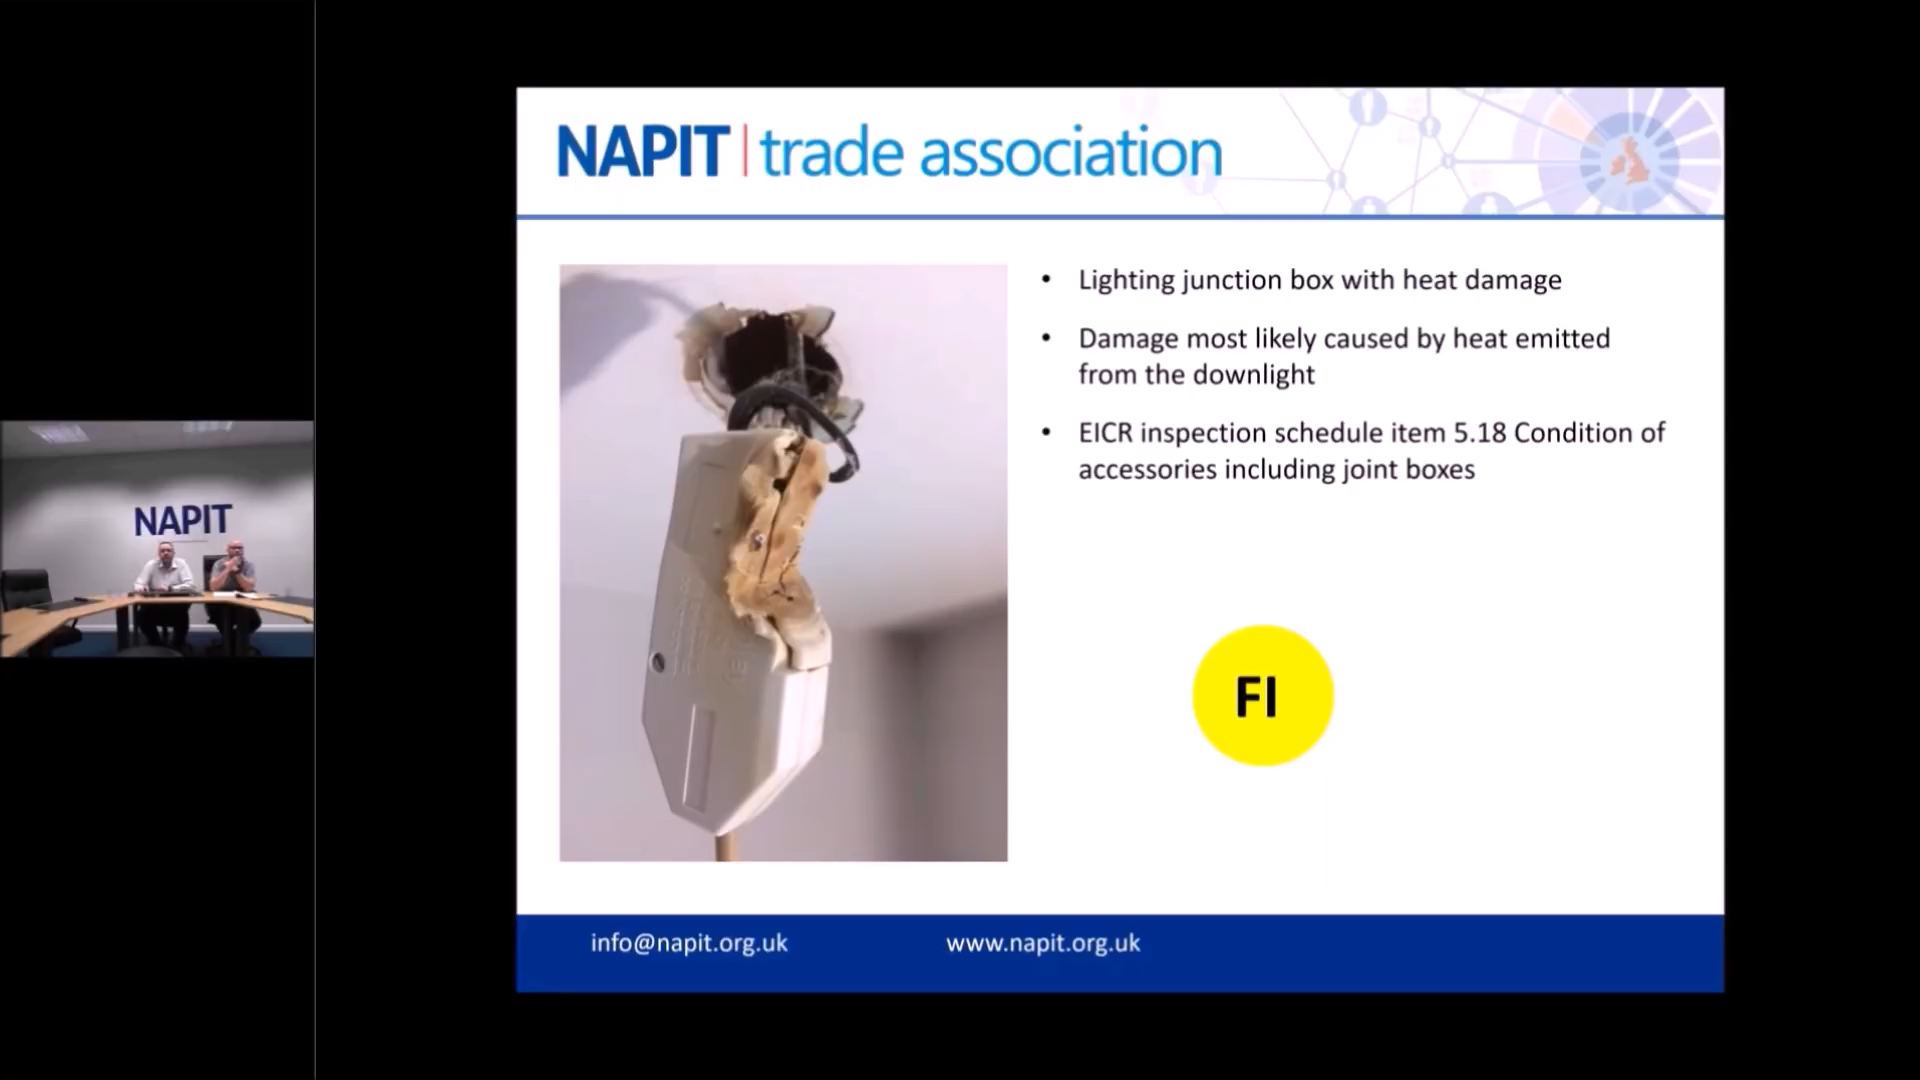 NAPIT | trade association
• Lighting junction box with heat damage
• Damage most likely caused by heat emitted
from the downlight
• EICR inspection schedule item 5.18 Condition of
accessories including joint boxes
NAPIT
FI
info@napit.org.uk
www.napit.org.uk